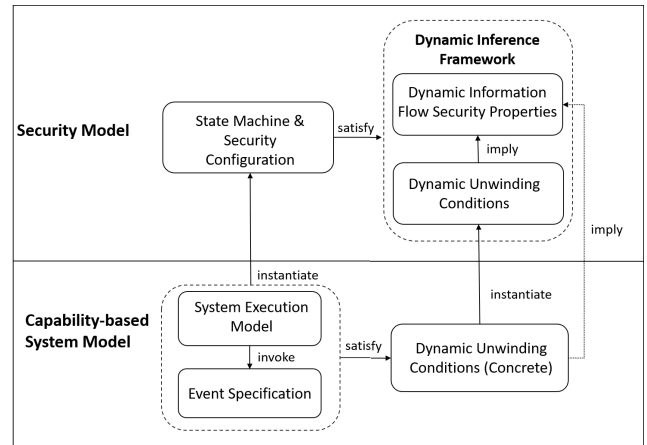 Dynamic Inference
Framework
Dynamic Information
Flow Security Properties
Security Model
State Machine &
Security
Configuration
satisfy
imply
Dynamic Unwinding
Conditions
imply
instantiate
instantiate
Capability-based
System Model
System Execution
Model
invoke
Event Specification
satisfy
Dynamic Unwinding
Conditions (Concrete)